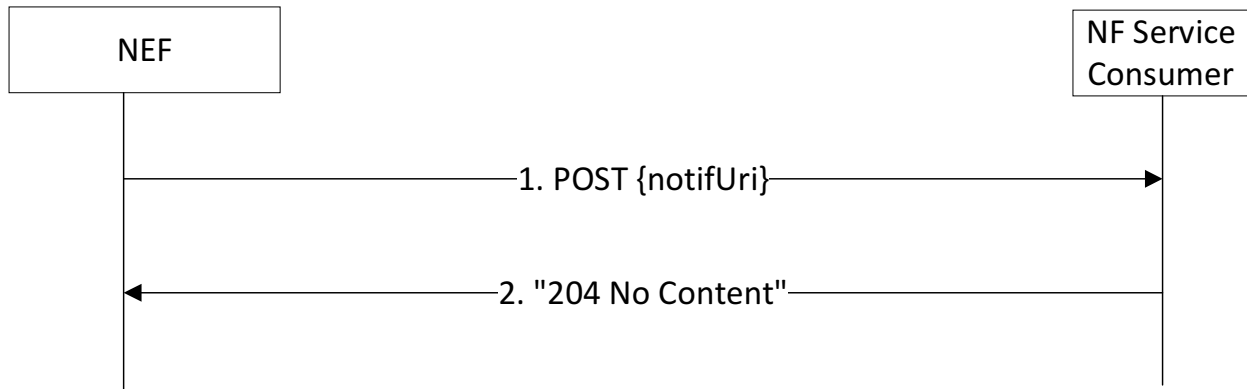 NEF
NF Service
Consumer
1. POST {notifUri}
2. "204 No Content"